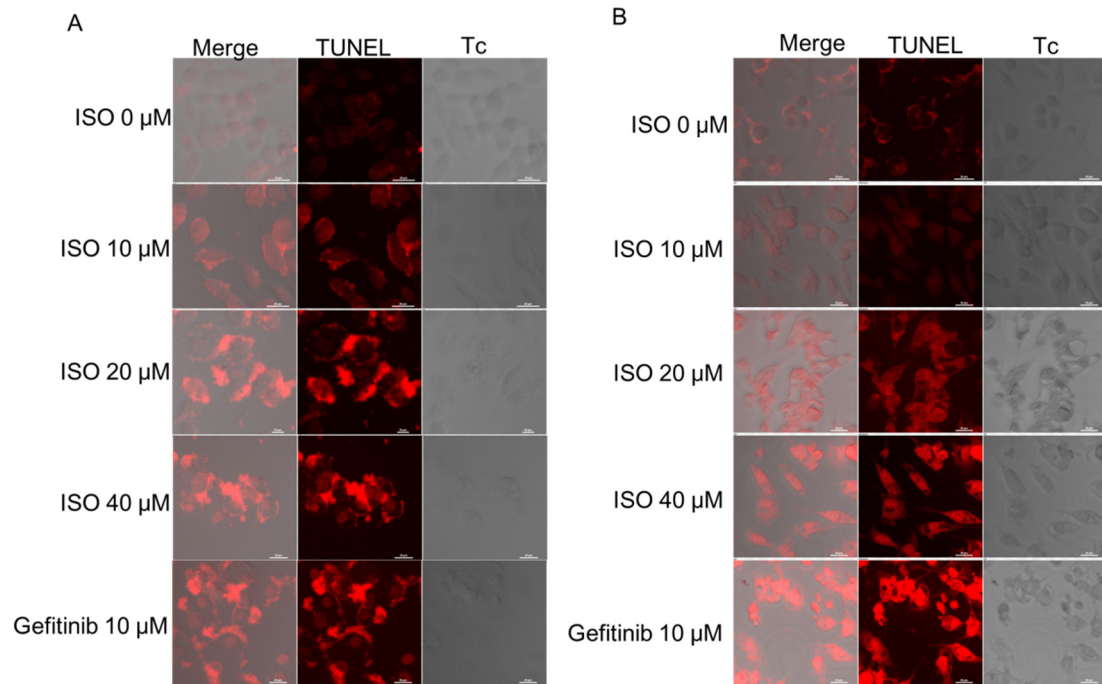 A
Merge TUNEL Tc
ISO 0 μM
ISO 10 μM
ISO 20 μM
ISO 40 μM
Gefitinib 10 μM
B
Merge TUNEL Tc
ISO 0 μM
ISO 10 μM
ISO 20 μM
ISO 40 μM
Gefitinib 10 μM